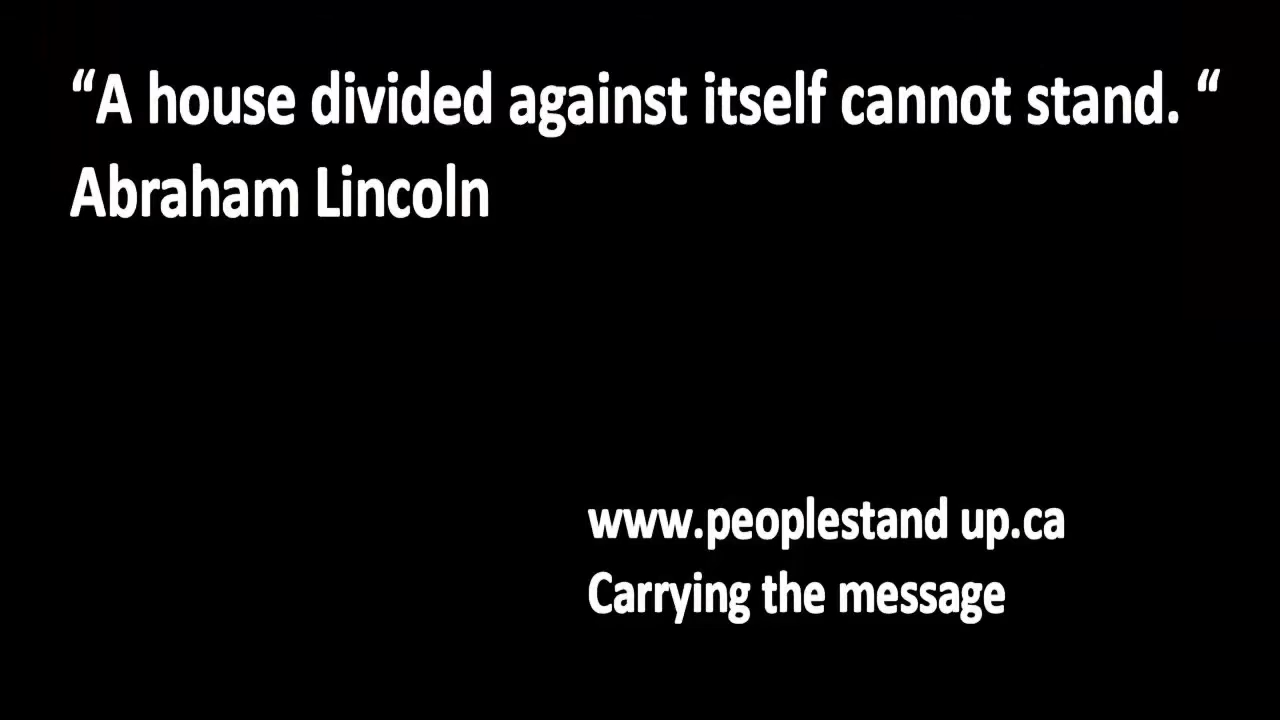 “A house divided against itself cannot stand. “
Abraham Lincoln
www.peoplestand up.ca
Carrying the message